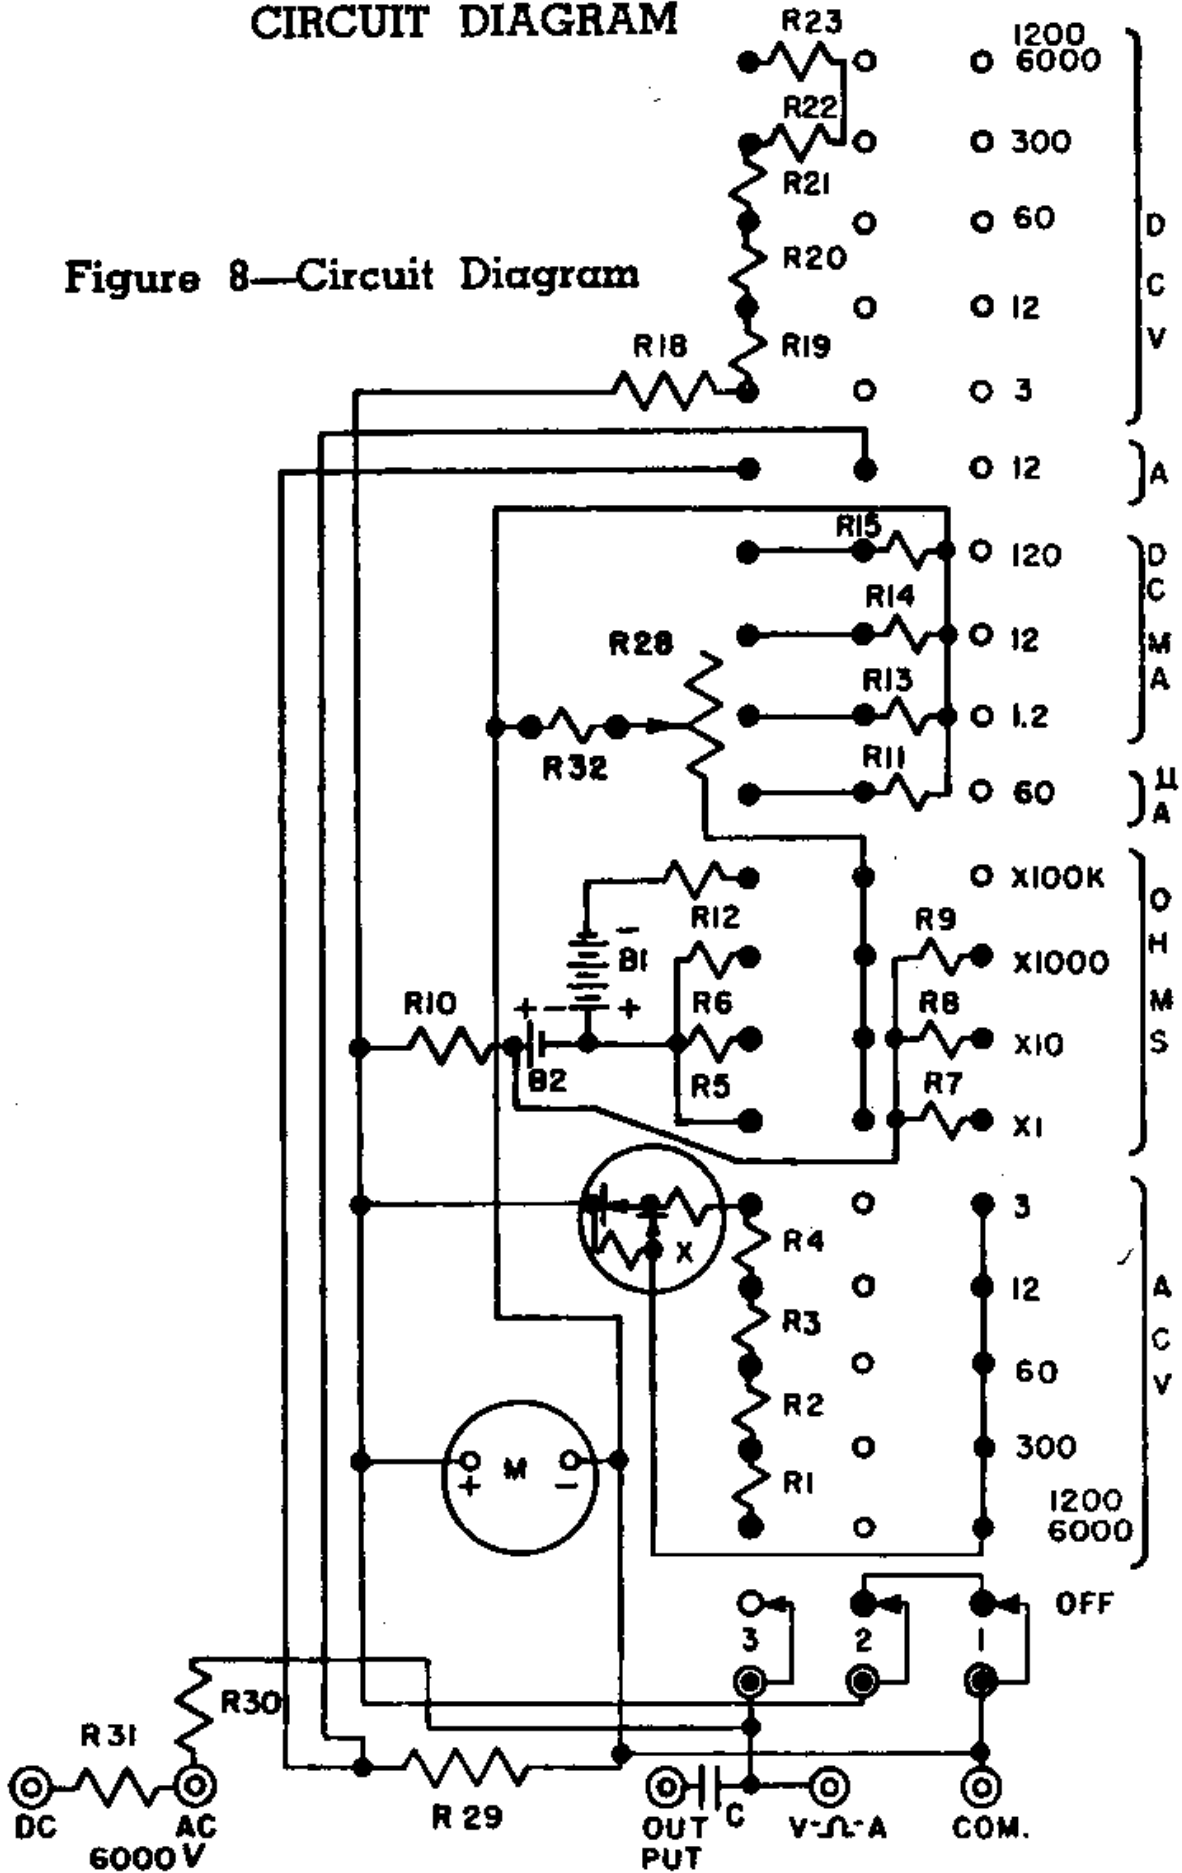 CIRCUIT DIAGRAM
R23
1200
6000
R22
300
R21
60
D
Figure 8—Circuit Diagram
R20
C
12
V
R18
R19
3
12
A
R15
120
D
C
R14
12
M
R28
A
R13
1.2
R32
R11
60
μ
A
X100K
O
R12
R9
H
−
B1
X1000
M
R10
+
−
R6
+
R8
X10
S
B2
R5
R7
X1
3
X
R4
A
12
R3
C
60
V
R2
M
300
+
−
R1
1200
6000
OFF
3
2
1
R30
R31
DC
AC
R29
OUT
PUT
C
V-Ω-A
COM.
6000V